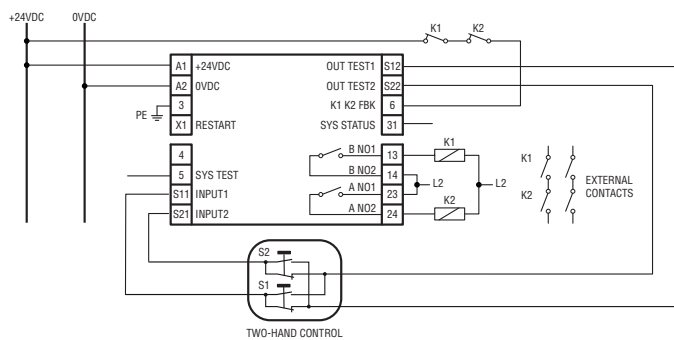 +24VDC 0VDC
K1 K2
A1 +24VDC OUT TEST1 S12
A2 0VDC OUT TEST2 S22
PE 3 K1 K2 FBK 6
X1 RESTART SYS STATUS 31
4 B NO1 13 K1
5 SYS TEST B NO2 14
S11 INPUT1 A NO1 23 L2 L2
S21 INPUT2 A NO2 24 K2
K1
K2
EXTERNAL
CONTACTS
S2
S1
TWO-HAND CONTROL